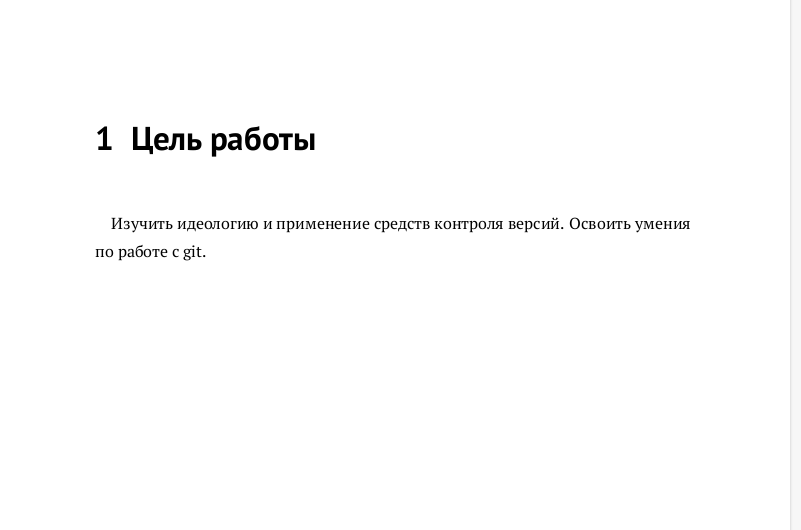 1 Цель работы
Изучить идеологию и применение средств контроля версий. Освоить умения
по работе с git.